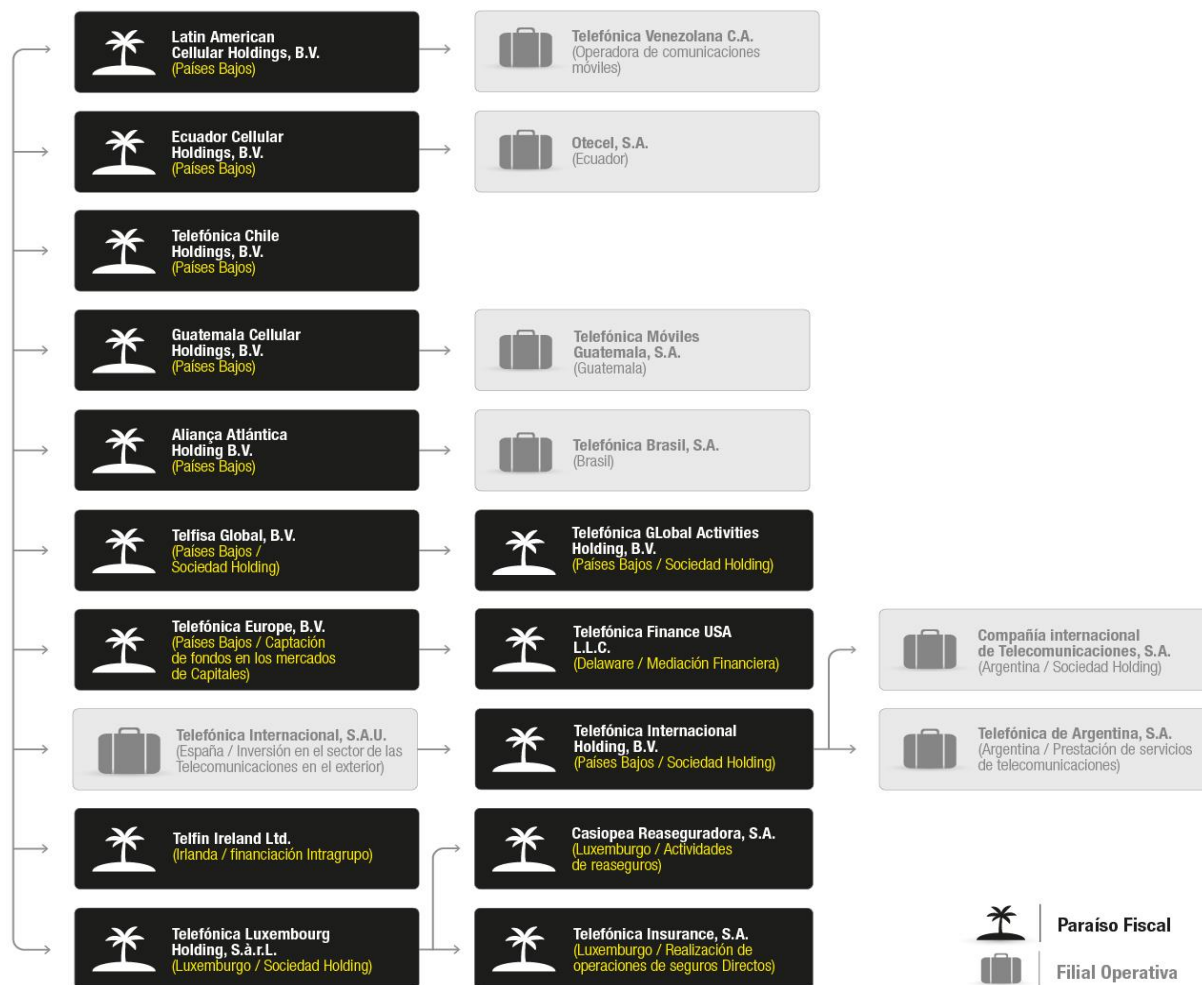 Latin American
Cellular Holdings, B.V.
(Países Bajos)
Telefónica Venezolana C.A.
(Operadora de comunicaciones
móviles)
Ecuador Cellular
Holdings, B.V.
(Países Bajos)
Otecel, S.A.
(Ecuador)
Telefónica Chile
Holdings, B.V.
(Países Bajos)
Guatemala Cellular
Holdings, B.V.
(Países Bajos)
Telefónica Móviles
Guatemala, S.A.
(Guatemala)
Aliança Atlántica
Holding B.V.
(Países Bajos)
Telefónica Brasil, S.A.
(Brasil)
Telfisa Global, B.V.
(Países Bajos /
Sociedad Holding)
Telefónica GLobal Activities
Holding, B.V.
(Países Bajos / Sociedad Holding)
Telefónica Europe, B.V.
(Países Bajos / Captación
de fondos en los mercados
de Capitales)
Telefónica Finance USA
L.L.C.
(Delaware / Mediación Financiera)
Compañía internacional
de Telecomunicaciones, S.A.
(Argentina / Sociedad Holding)
Telefónica Internacional, S.A.U.
(España / Inversión en el sector de las
Telecomunicaciones en el exterior)
Telefónica Internacional
Holding, B.V.
(Países Bajos / Sociedad Holding)
Telefónica de Argentina, S.A.
(Argentina / Prestación de servicios
de telecomunicaciones)
Telfin Ireland Ltd.
(Irlanda / financiación Intragrupo)
Casiopea Reaseguradora, S.A.
(Luxemburgo / Actividades
de reaseguros)
Telefónica Luxembourg
Holding, S.à.r.L.
(Luxemburgo / Sociedad Holding)
Telefónica Insurance, S.A.
(Luxemburgo / Realización de
operaciones de seguros Directos)
Paraíso Fiscal
Filial Operativa